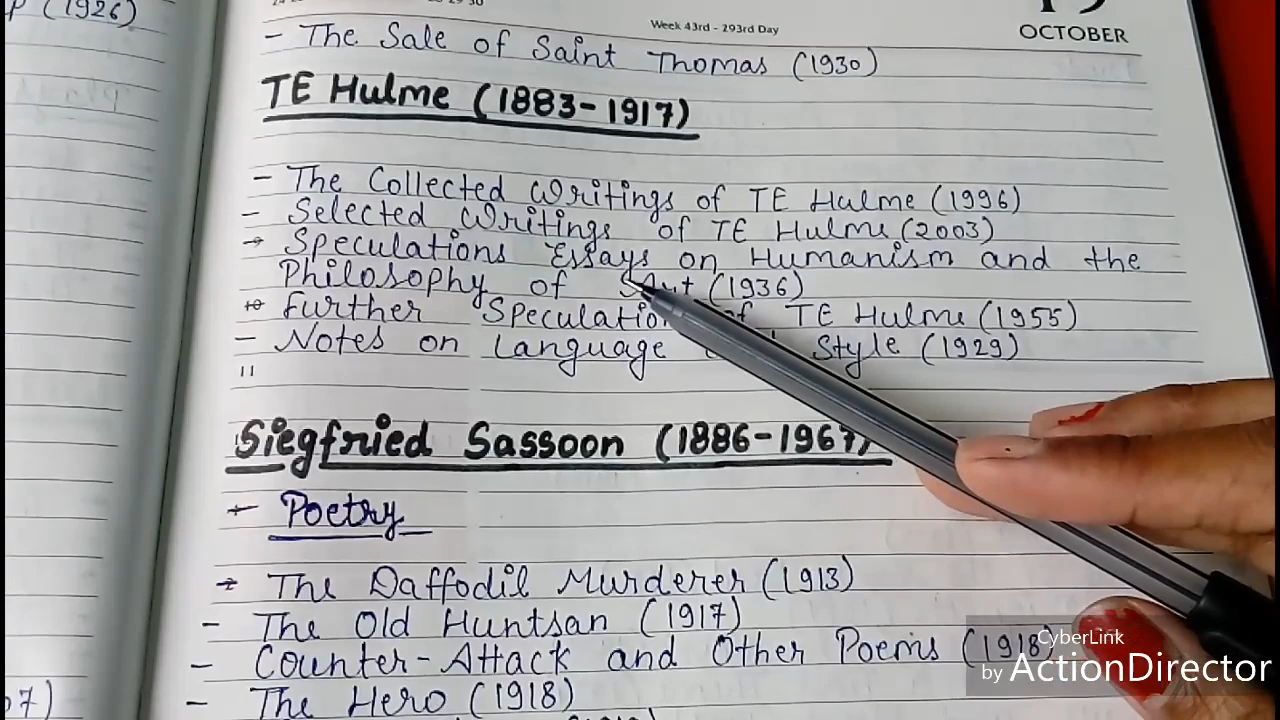 (1926)
Week 43rd - 293rd Day
OCTOBER
- The Sale of Saint Thomas (1930)
TE Hulme (1883-1917)
- The Collected Writings of TE Hulme (1996)
- Selected Writings of TE Hulme (2003)
- Speculations Essays on Humanism and the
Philosophy of (1936)
Further of TE Hulme (1955)
- Notes on Language Style (1929)
"
Siegfried Sassoon (1886-1967)
- Poetry
- The Daffodil Murderer (1913)
- The Old Huntsan (1917)
- Counter-Attack and Other Poems (1918)
- The Hero (1918)
CyberLink
by ActionDirector